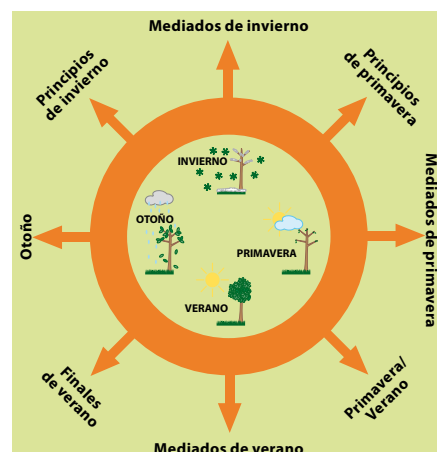 Mediados de invierno
Principios
de primavera
Mediados de primavera
Primavera/
Verano
Mediados de verano
Finales
de verano
Otoño
Principios
de invierno
INVIERNO
PRIMAVERA
VERANO
OTOÑO